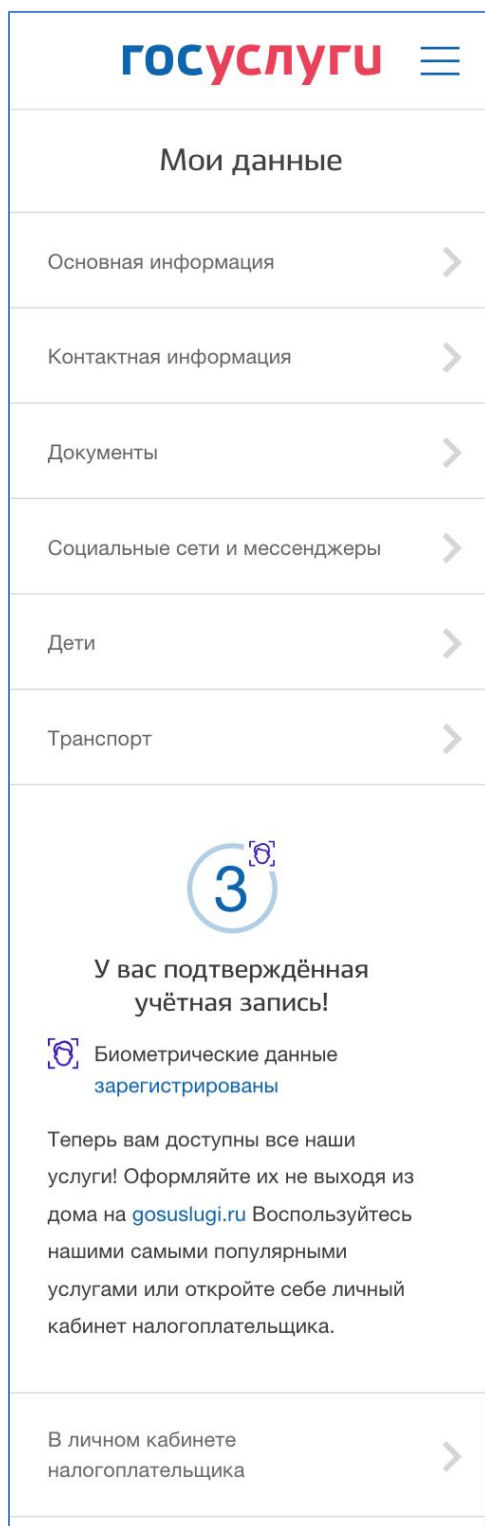 госуслуги
Мои данные
Основная информация
Контактная информация
Документы
Социальные сети и мессенджеры
Дети
Транспорт
3
У вас подтверждённая
учётная запись!
Биометрические данные
зарегистрированы
Теперь вам доступны все наши
услуги! Оформляйте их не выходя из
дома на gosuslugi.ru Воспользуйтесь
нашими самыми популярными
услугами или откройте себе личный
кабинет налогоплательщика.
В личном кабинете
налогоплательщика